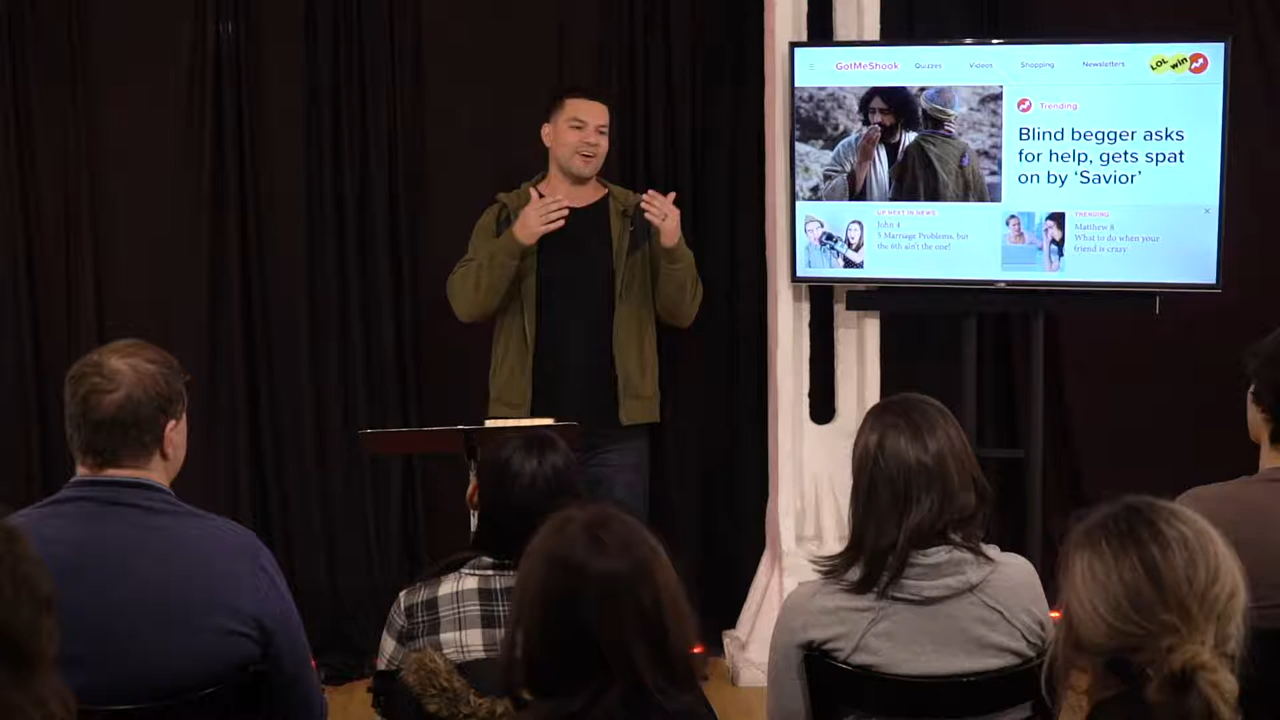 GotMeShook Quizzes Videos Shopping Newsletters LOL win
Trending
Blind begger asks
for help, gets spat
on by ‘Savior’
UP NEXT IN NEWS
John 4
5 Marriage Problems, but
the 6th ain't the one!
TRENDING
Matthew 8
What to do when your
friend is crazy